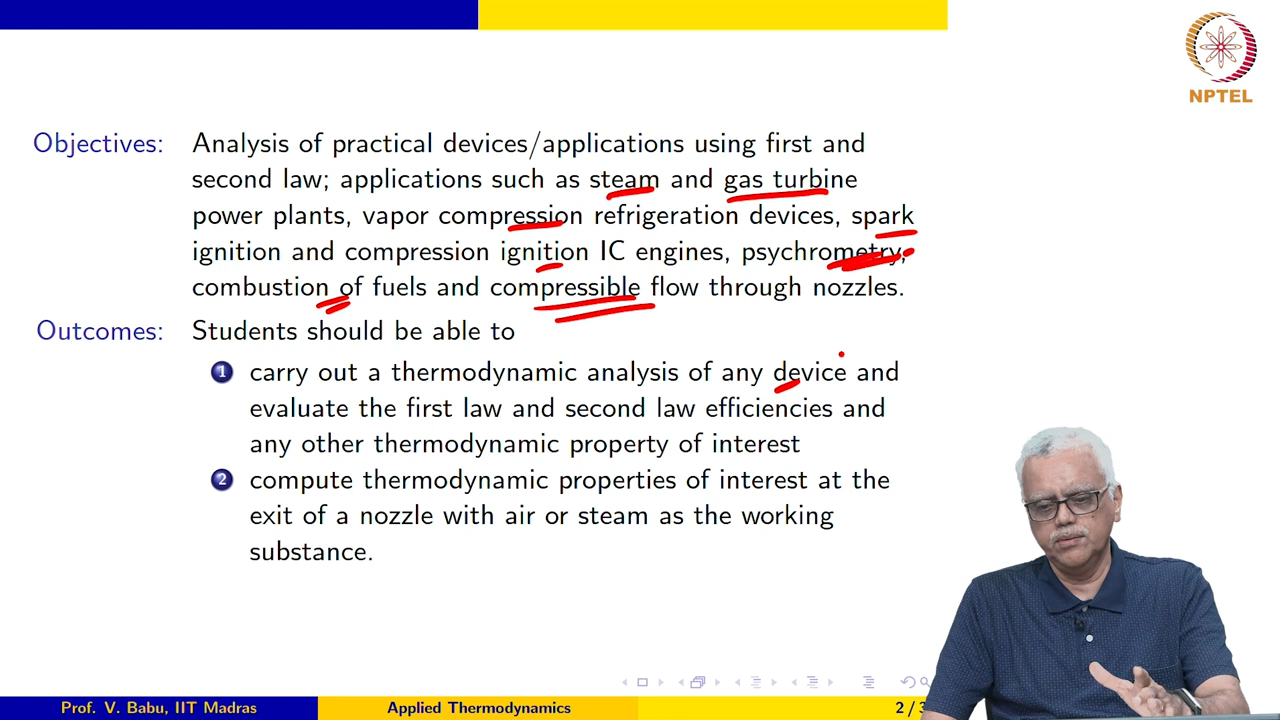 NPTEL
Objectives: Analysis of practical devices/applications using first and
second law; applications such as steam and gas turbine
power plants, vapor compression refrigeration devices, spark
ignition and compression ignition IC engines, psychrometry,
combustion of fuels and compressible flow through nozzles.
Outcomes: Students should be able to
1 carry out a thermodynamic analysis of any device and
evaluate the first law and second law efficiencies and
any other thermodynamic property of interest
2 compute thermodynamic properties of interest at the
exit of a nozzle with air or steam as the working
substance.
Prof. V. Babu, IIT Madras Applied Thermodynamics 2 / 3